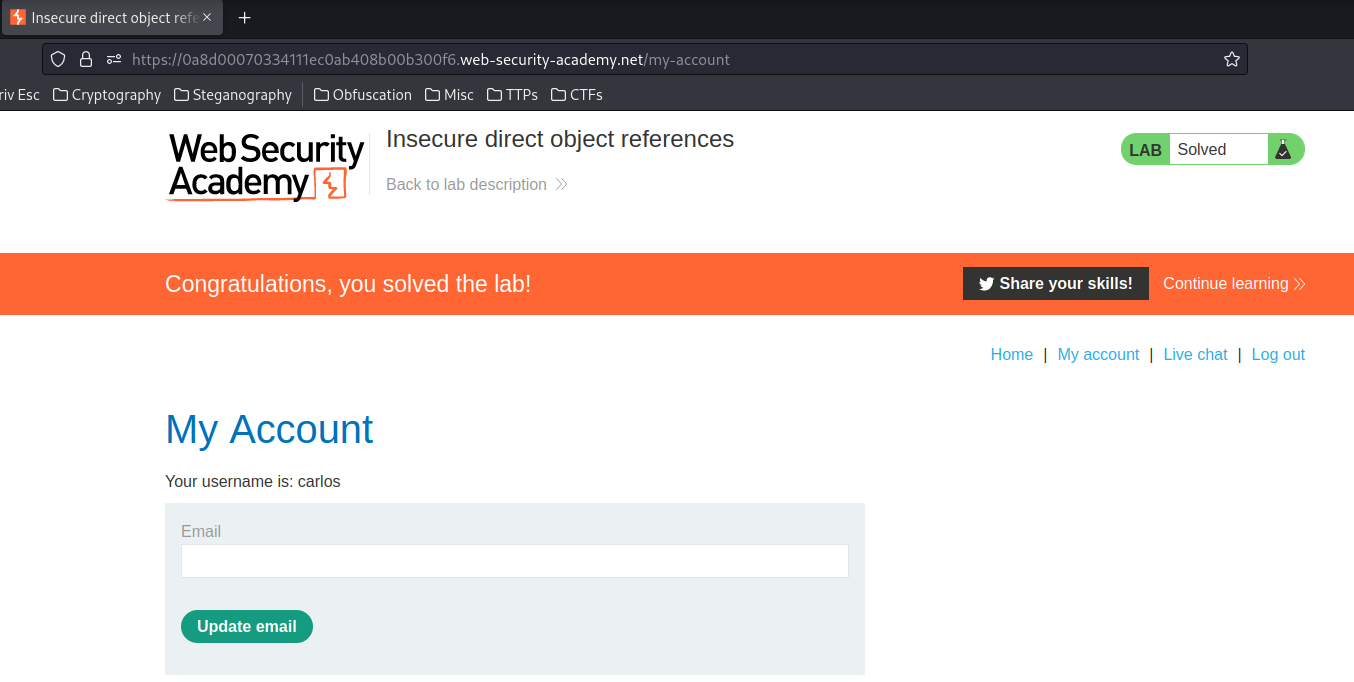 Insecure direct object refe
https://0a8d00070334111ec0ab408b00b300f6.web-security-academy.net/my-account
riv Esc Cryptography Steganography Obfuscation Misc TTPs CTFs
WebSecurity
Academy
Insecure direct object references
Back to lab description
LAB Solved
Congratulations, you solved the lab!
Share your skills!
Continue learning
Home | My account | Live chat | Log out
My Account
Your username is: carlos
Email
Update email